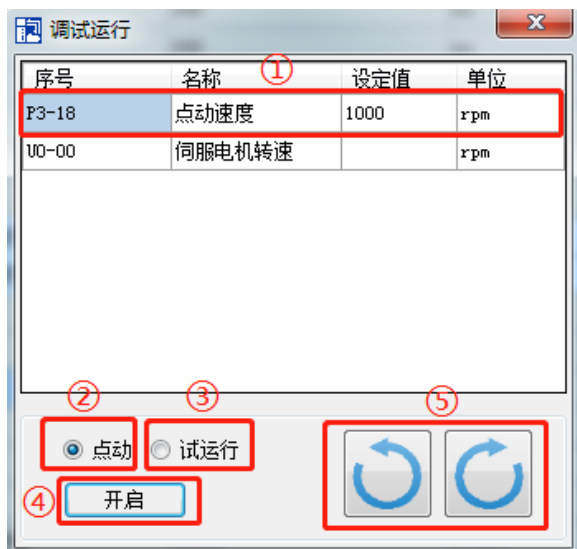 调试运行
序号 名称 ① 设定值 单位
P3-18 点动速度 1000 rpm
U0-00 伺服电机转速 rpm
② ③ ⑤
点动 试运行
④ 开启